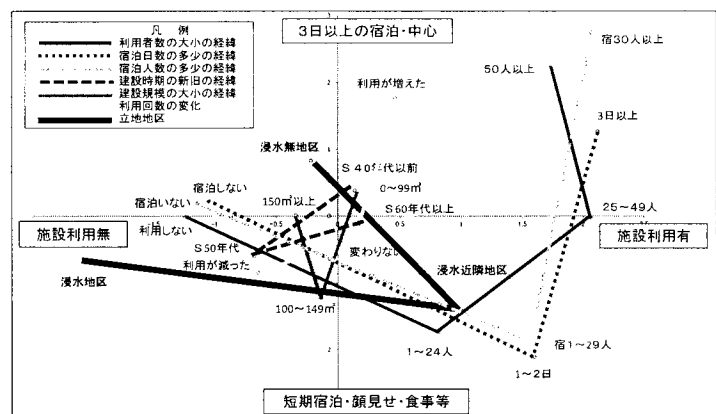 凡 例
利用者数の大小の経緯
宿泊日数の多少の経緯
宿泊人数の多少の経緯
建設時期の新旧の経緯
建設規模の大小の経緯
利用回数の変化
立地地区
3日以上の宿泊・中心
宿30人以上
50人以上
利用が増えた
3日以上
浸水無地区
S40年代以前
0~99㎡
宿泊しない
宿泊いない
150㎡以上
S60年代以上
25~49人
利用しない
施設利用無
施設利用有
S50年代
変わりない
浸水近隣地区
浸水地区
利用が減った
100~149㎡
1~24人
宿1~29人
1~2日
短期宿泊・顔見せ・食事等